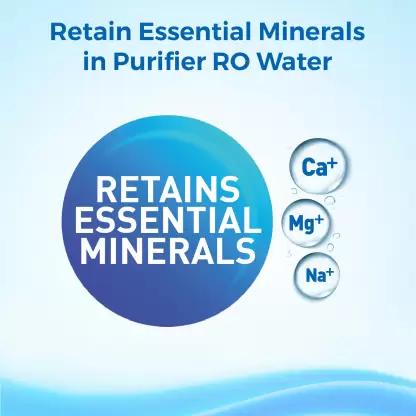 Retain Essential Minerals
in Purifier RO Water
RETAINS
ESSENTIAL
MINERALS
Ca⁺
Mg⁺
Na⁺